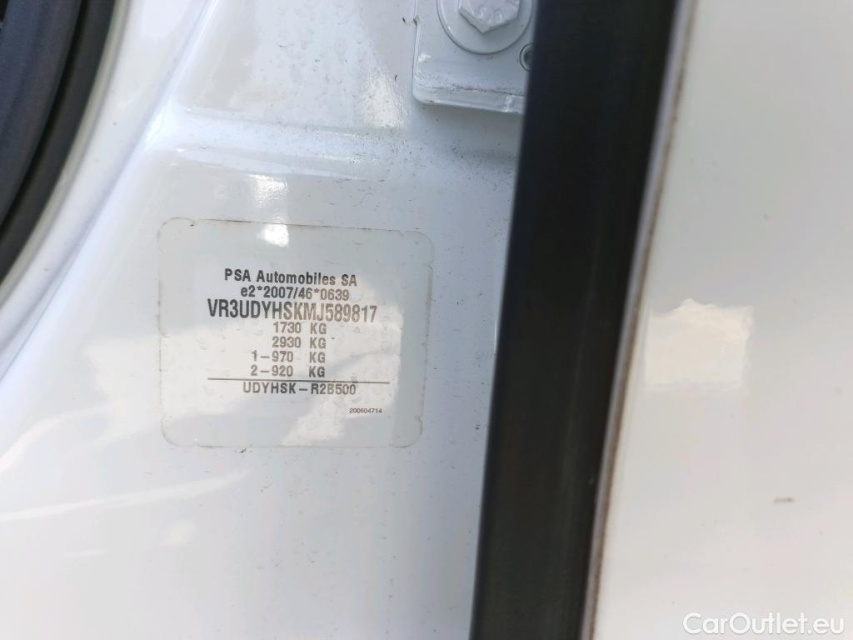 PSA Automobiles SA
e2*2007/46*0639
VR3UDYHSKMJ589817
1730 KG
2930 KG
1-970 KG
2-920 KG
UDYHSK-R2B500
200604714
CarOutlet.eu